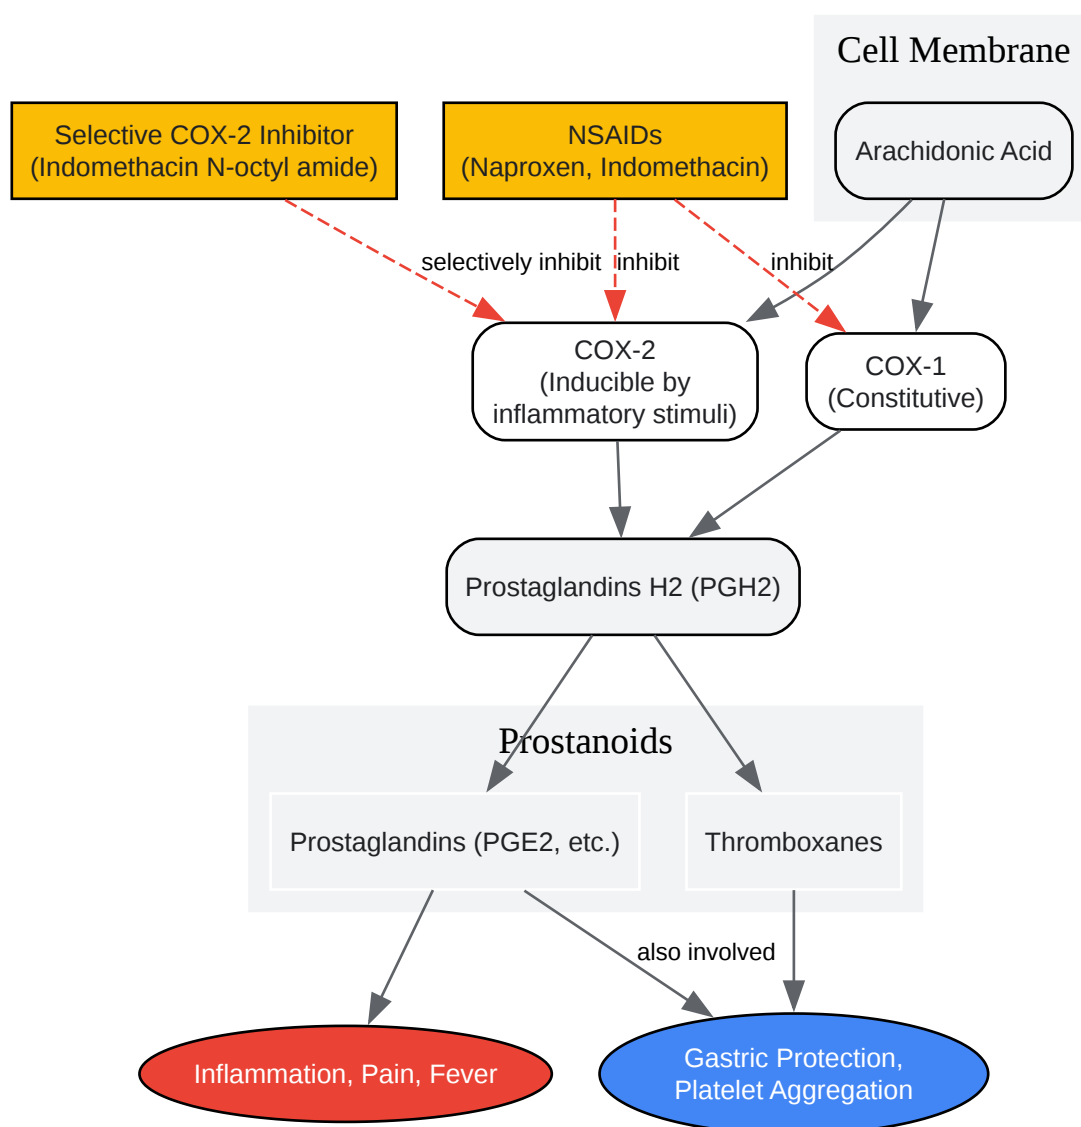 Cell Membrane
Selective COX-2 Inhibitor
(Indomethacin N-octyl amide)
NSAIDs
(Naproxen, Indomethacin)
Arachidonic Acid
selectively inhibit
inhibit
inhibit
COX-2
(Inducible by
inflammatory stimuli)
COX-1
(Constitutive)
Prostaglandins H2 (PGH2)
Prostanoids
Prostaglandins (PGE2, etc.)
Thromboxanes
also involved
Inflammation, Pain, Fever
Gastric Protection,
Platelet Aggregation